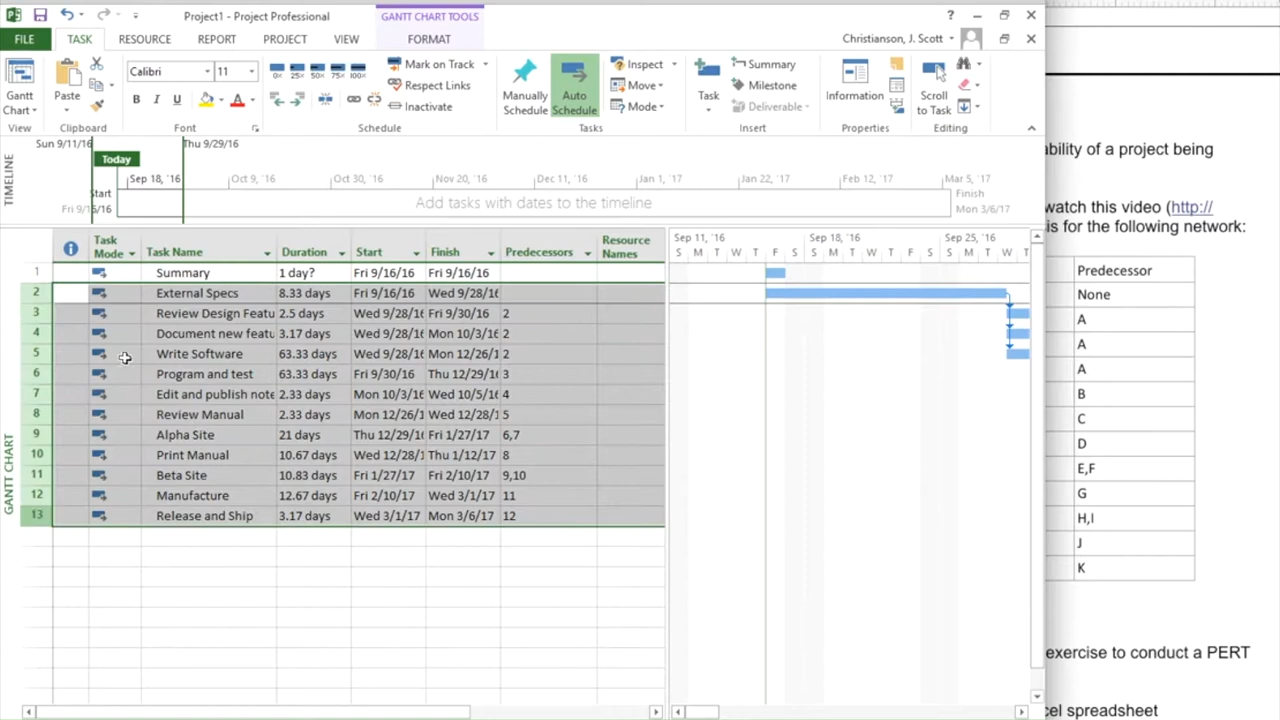 Project1 - Project Professional
GANTT CHART TOOLS
?
FILE TASK RESOURCE REPORT PROJECT VIEW FORMAT
Christianson, J. Scott
Gantt Chart
View
Paste
Clipboard
Calibri 11
B I U A
Font
0x 25x 50x 75x 100x
Mark on Track
Respect Links
Inactivate
Schedule
Manually Schedule
Auto Schedule
Inspect
Move
Mode
Tasks
Task
Summary
Milestone
Deliverable
Insert
Information
Properties
Scroll to Task
Editing
TIMELINE
Sun 9/11/16 Thu 9/29/16
Today
Sep 18, '16 Oct 9, '16 Oct 30, '16 Nov 20, '16 Dec 11, '16 Jan 1, '17 Jan 22, '17 Feb 12, '17 Mar 5, '17
Start
Fri 9/16/16
Add tasks with dates to the timeline
Finish
Mon 3/6/17
GANTT CHART
Task Mode Task Name Duration Start Finish Predecessors Resource Names
Sep 11, '16 Sep 18, '16 Sep 25, '16
S M T W T F S S M T W T F S S M T W T
1 Summary 1 day? Fri 9/16/16 Fri 9/16/16
2 External Specs 8.33 days Fri 9/16/16 Wed 9/28/16
3 Review Design Featu 2.5 days Wed 9/28/16 Fri 9/30/16 2
4 Document new featu 3.17 days Wed 9/28/16 Mon 10/3/16 2
5 Write Software 63.33 days Wed 9/28/16 Mon 12/26/1 2
6 Program and test 63.33 days Fri 9/30/16 Thu 12/29/16 3
7 Edit and publish note 2.33 days Mon 10/3/16 Wed 10/5/16 4
8 Review Manual 2.33 days Mon 12/26/1 Wed 12/28/1 5
9 Alpha Site 21 days Thu 12/29/16 Fri 1/27/17 6,7
10 Print Manual 10.67 days Wed 12/28/1 Thu 1/12/17 8
11 Beta Site 10.83 days Fri 1/27/17 Fri 2/10/17 9,10
12 Manufacture 12.67 days Fri 2/10/17 Wed 3/1/17 11
13 Release and Ship 3.17 days Wed 3/1/17 Mon 3/6/17 12
ability of a project being
watch this video (http://
is for the following network:
Predecessor
None
A
A
A
B
C
D
E,F
G
H,I
J
K
exercise to conduct a PERT
cel spreadsheet